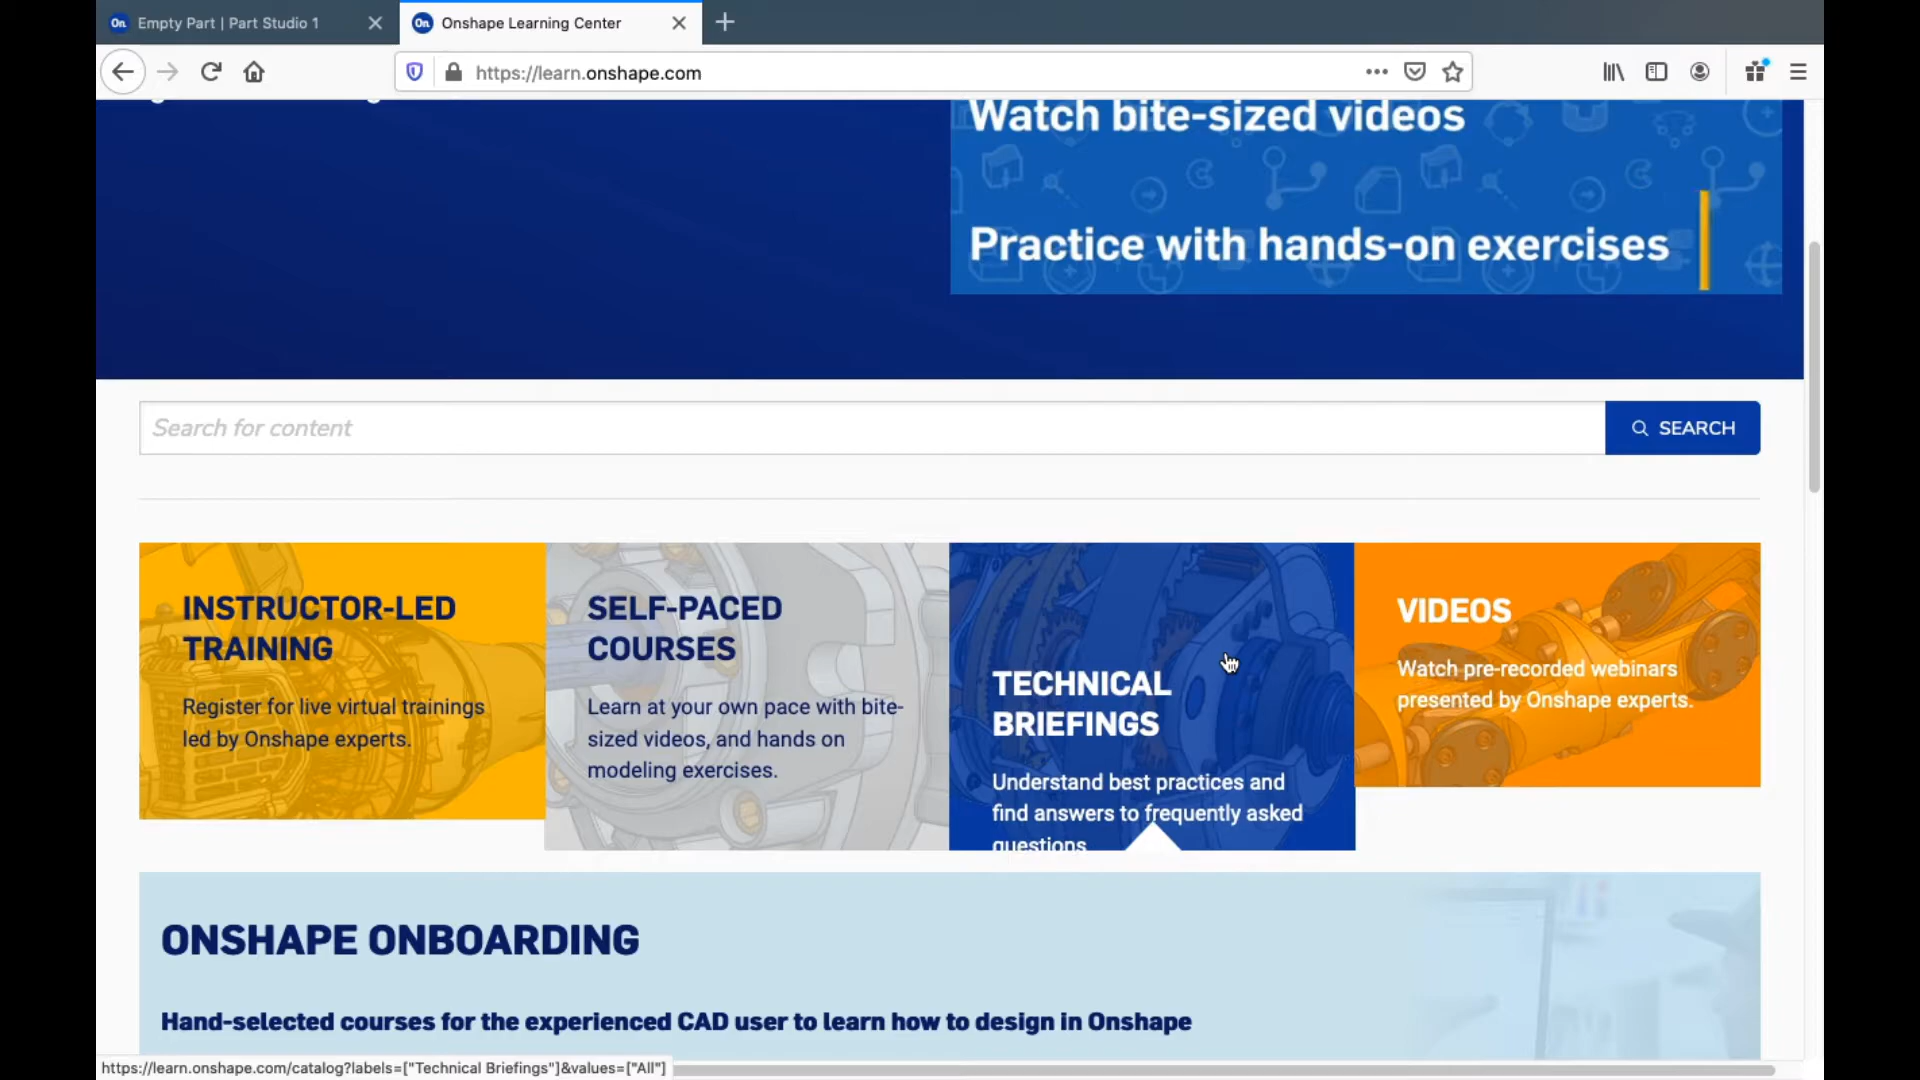 Empty Part | Part Studio 1
Onshape Learning Center
https://learn.onshape.com
Watch bite-sized videos
Practice with hands-on exercises
Search for content
SEARCH
INSTRUCTOR-LED
TRAINING
Register for live virtual trainings
led by Onshape experts.
SELF-PACED
COURSES
Learn at your own pace with bite-
sized videos, and hands on
modeling exercises.
TECHNICAL
BRIEFINGS
Understand best practices and
find answers to frequently asked
questions
VIDEOS
Watch pre-recorded webinars
presented by Onshape experts.
ONSHAPE ONBOARDING
Hand-selected courses for the experienced CAD user to learn how to design in Onshape
https://learn.onshape.com/catalog?labels=["Technical Briefings"]&values=["All"]